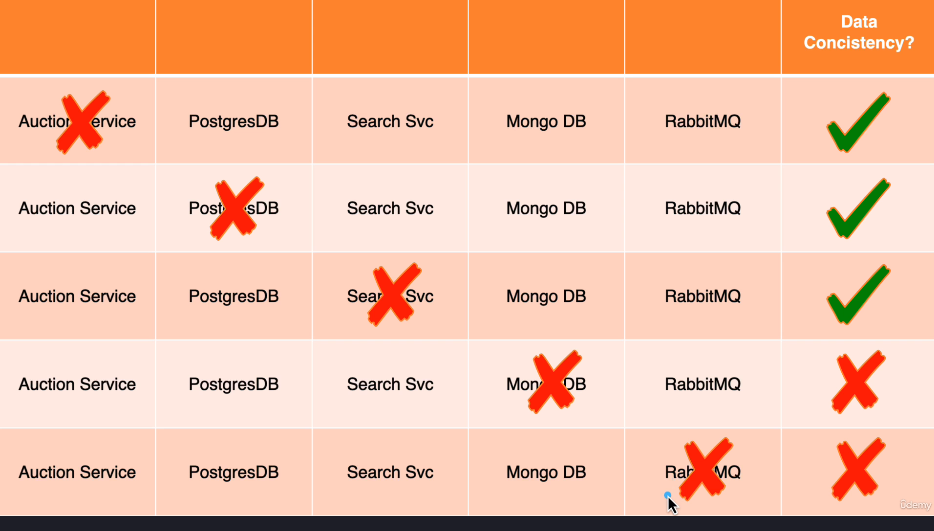 Data
Concistency?
Auction Service PostgresDB Search Svc Mongo DB RabbitMQ
Auction Service PostgresDB Search Svc Mongo DB RabbitMQ
Auction Service PostgresDB Search Svc Mongo DB RabbitMQ
Auction Service PostgresDB Search Svc Mongo DB RabbitMQ
Auction Service PostgresDB Search Svc Mongo DB RabbitMQ
Udemy